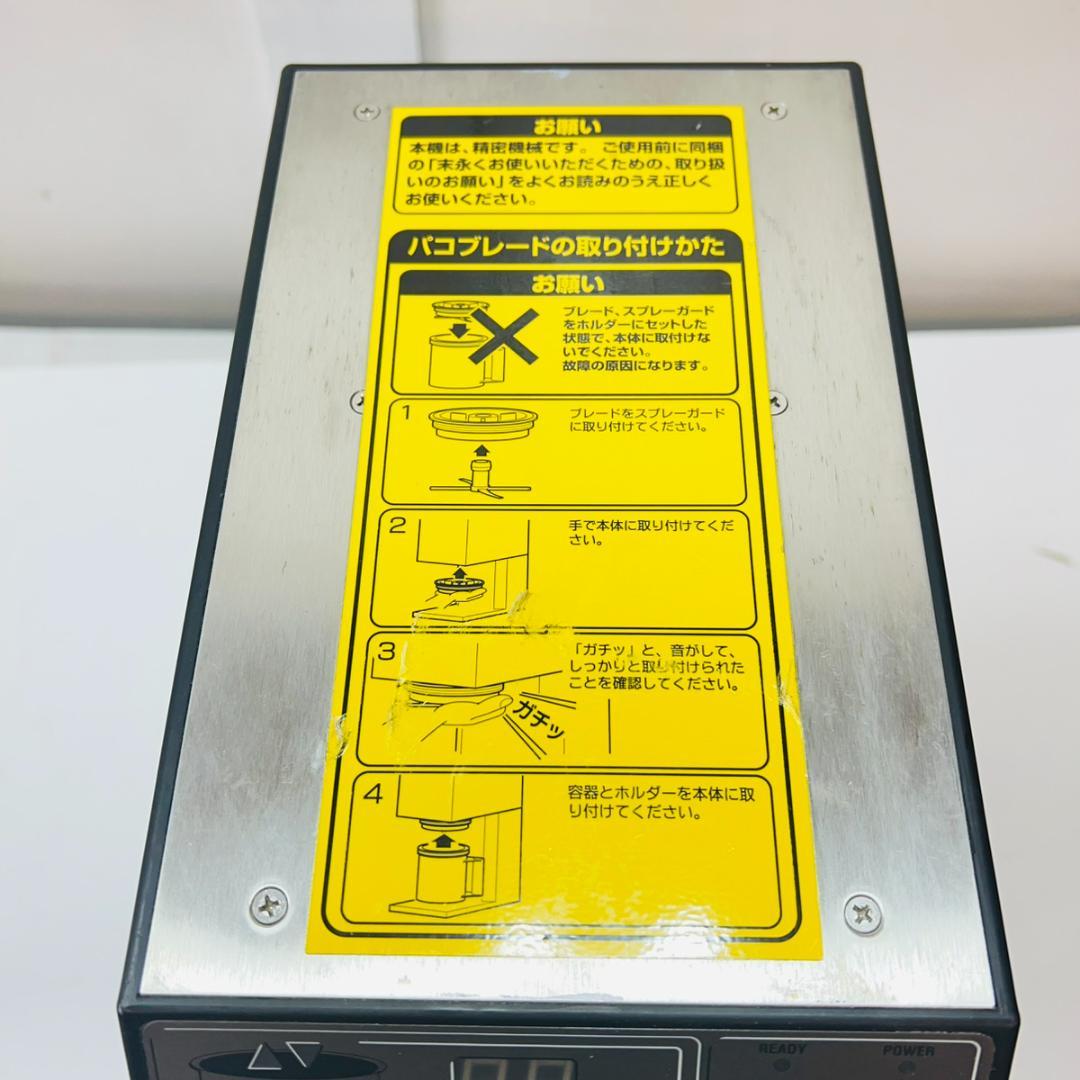 お願い
本機は、精密機械です。ご使用前に同梱
の「末永くお使いいただくための、取り扱
いのお願い」をよくお読みのうえ正しく
お使いください。
パコブレードの取り付けかた
お願い
ブレード、スプレーガード
をホルダーにセットした
状態で、本体に取付けな
いでください。
故障の原因になります。
1
ブレードをスプレーガード
に取り付けてください。
2
手で本体に取り付けてくだ
さい。
3
「ガチッ」と、音がして、
しっかりと取り付けられた
ことを確認してください。
ガチッ
4
容器とホルダーを本体に取
り付けてください。
READY
POWER